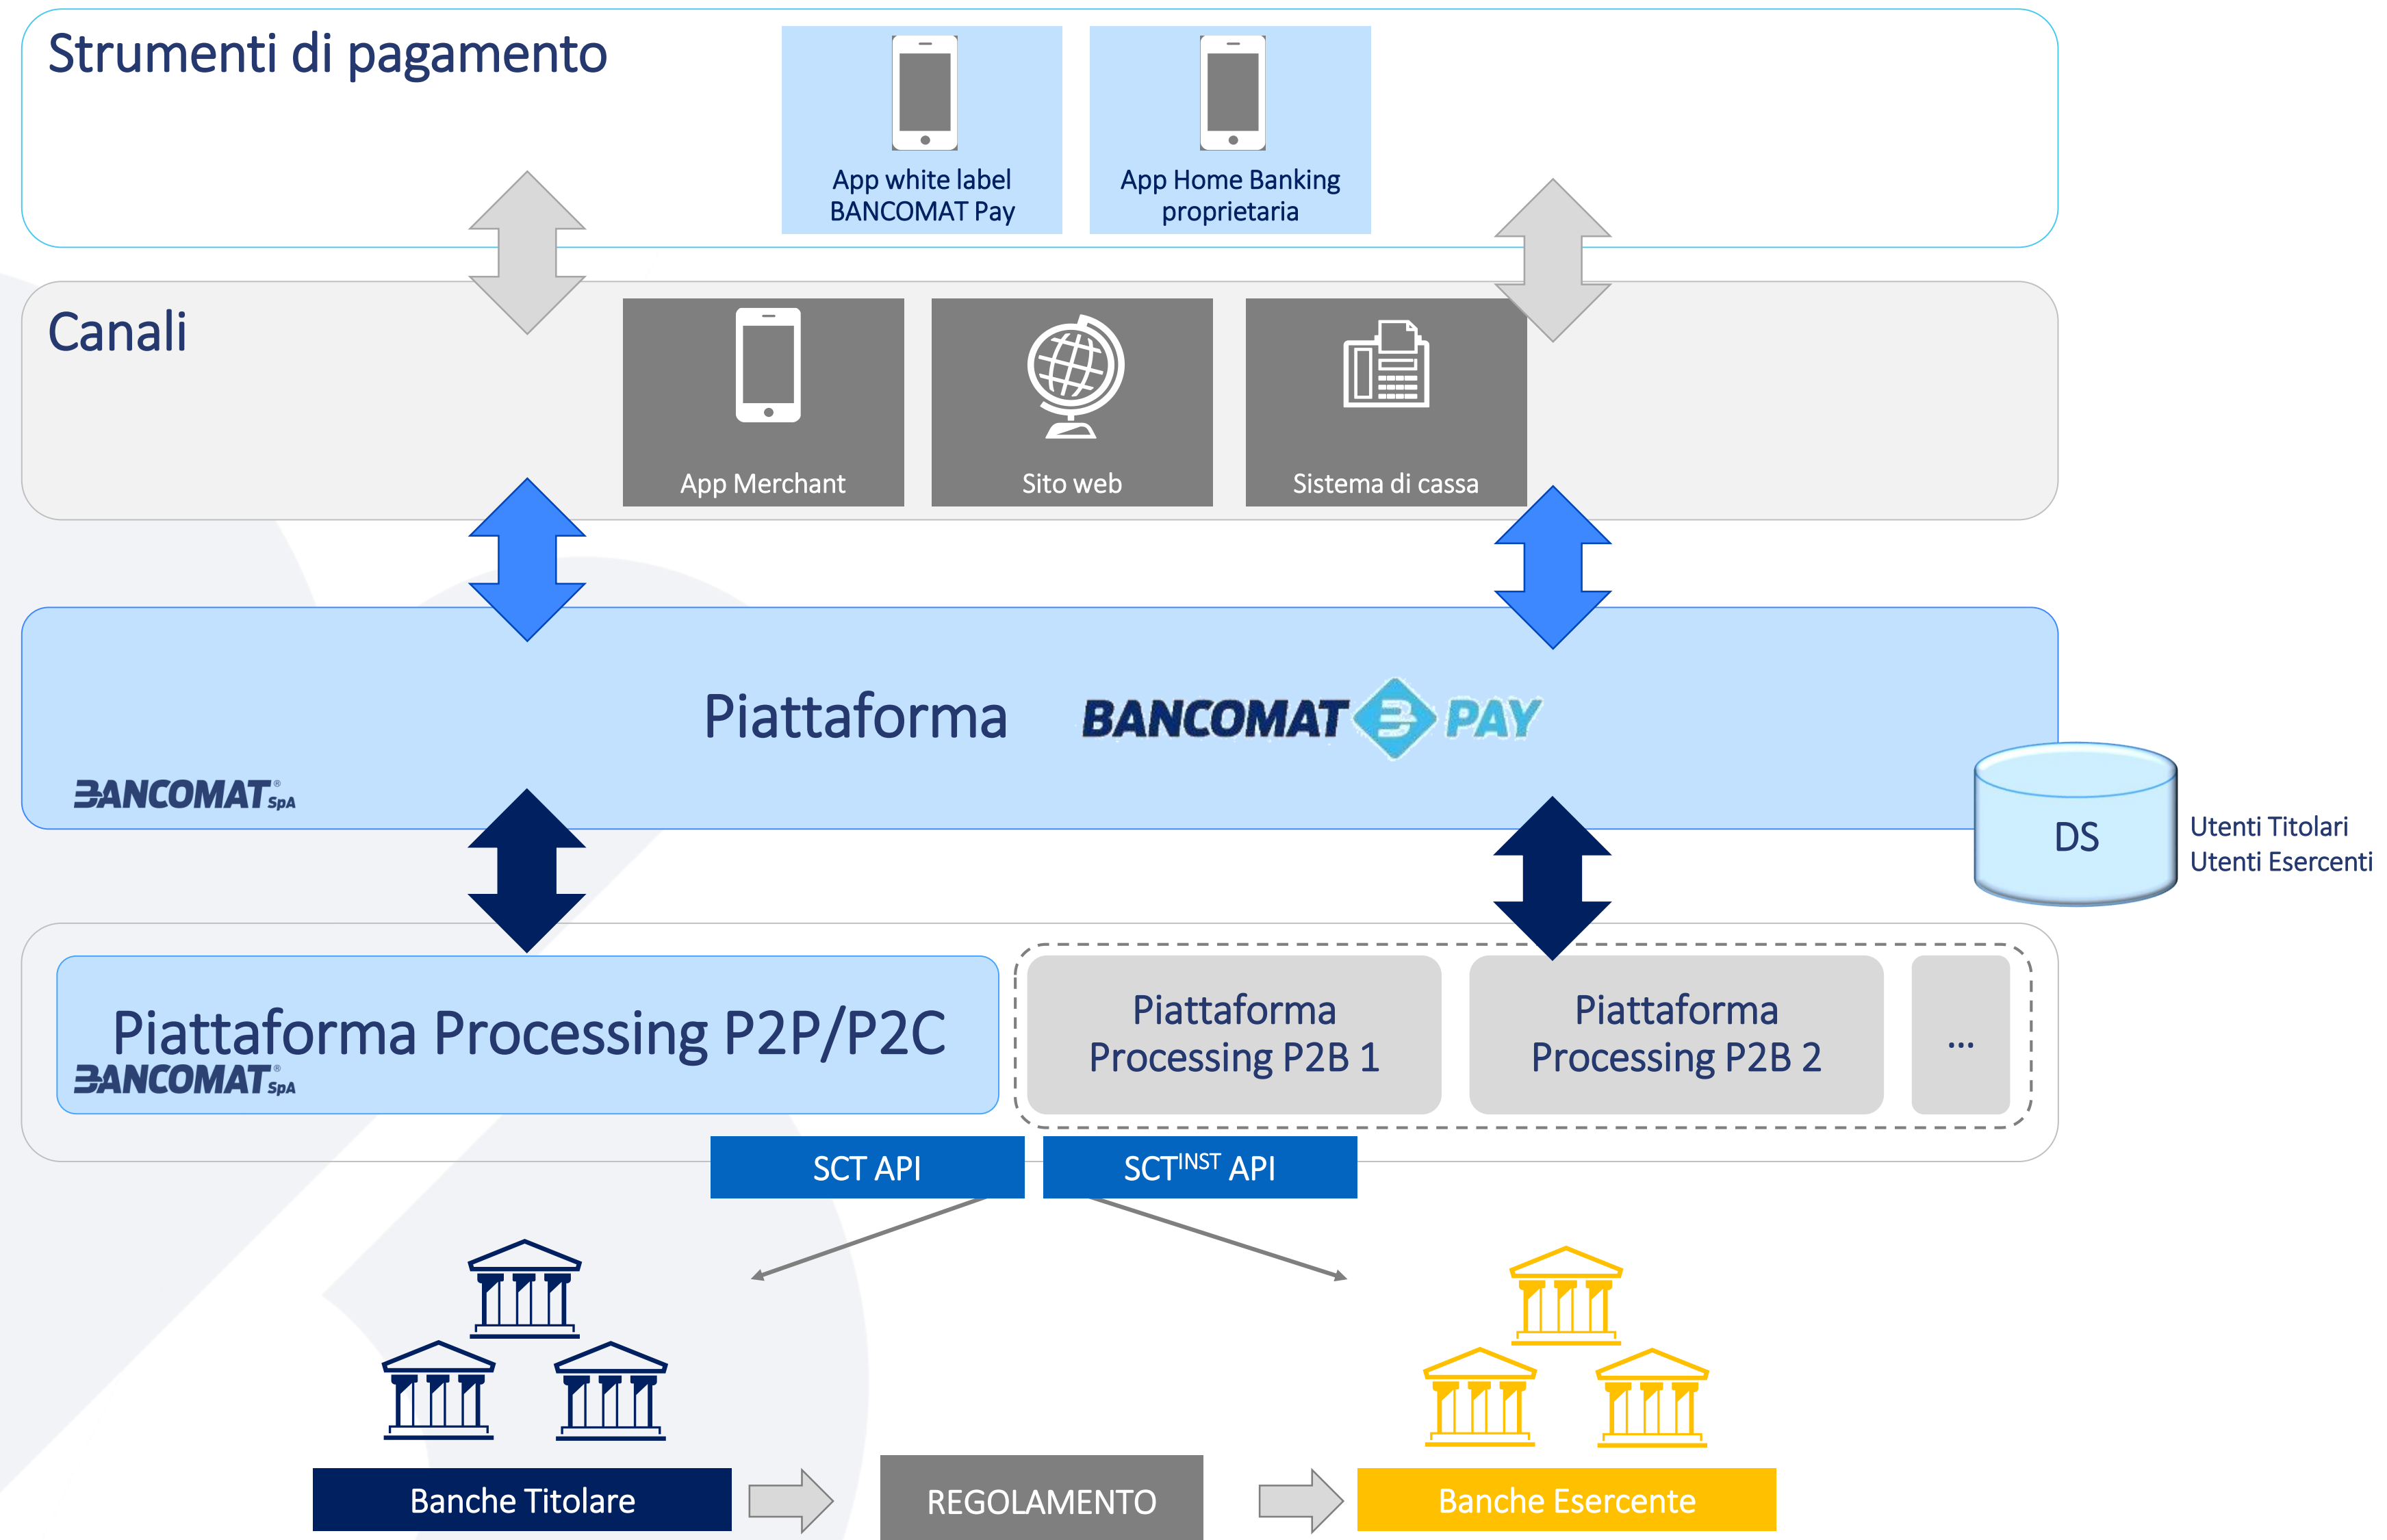 Strumenti di pagamento
App white label
BANCOMAT Pay
App Home Banking
proprietaria
Canali
App Merchant
Sito web
Sistema di cassa
Piattaforma
BANCOMAT PAY
BANCOMAT® SpA
DS
Utenti Titolari
Utenti Esercenti
Piattaforma Processing P2P/P2C
BANCOMAT® SpA
Piattaforma
Processing P2B 1
Piattaforma
Processing P2B 2
...
SCT API
SCTINST API
Banche Titolare
REGOLAMENTO
Banche Esercente